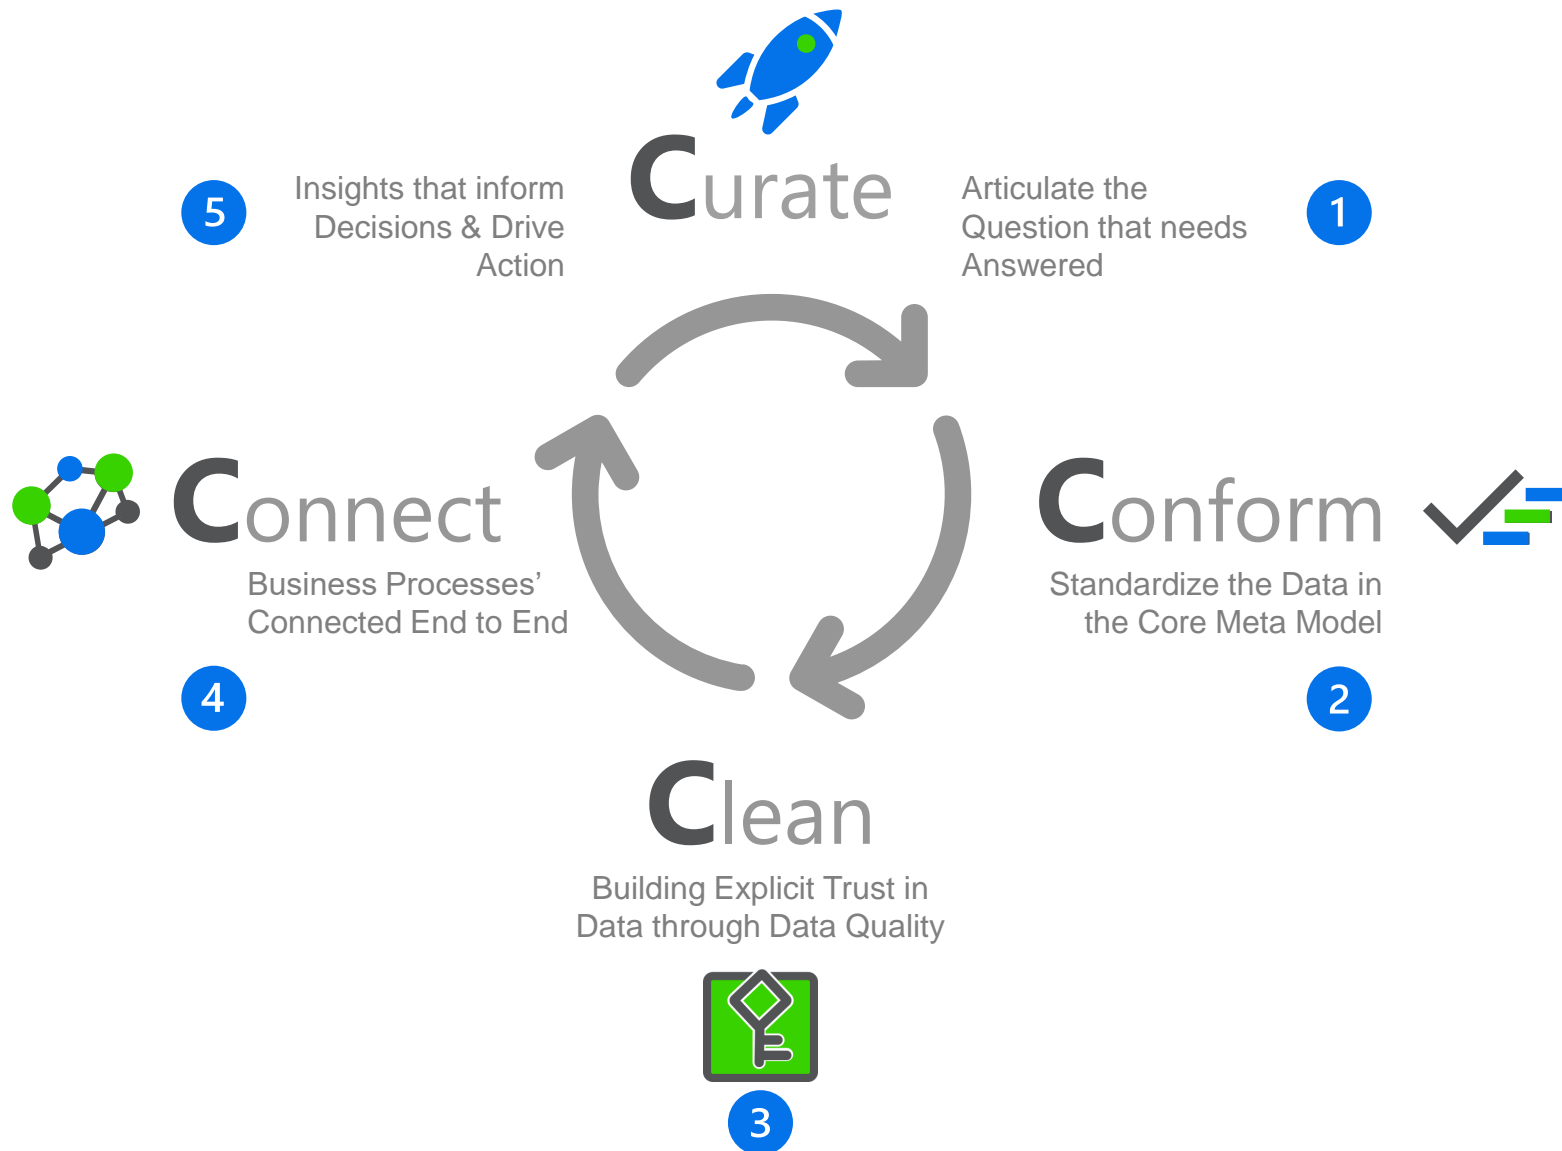 Curate
5
Insights that inform
Decisions & Drive
Action
Articulate the
Question that needs
Answered
1
Connect
Business Processes’
Connected End to End
4
Conform
Standardize the Data in
the Core Meta Model
2
Clean
Building Explicit Trust in
Data through Data Quality
3